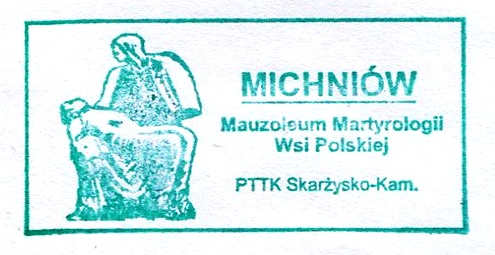 MICHNIÓW
Mauzoleum Martyrologii
Wsi Polskiej
PTTK Skarżysko-Kam.